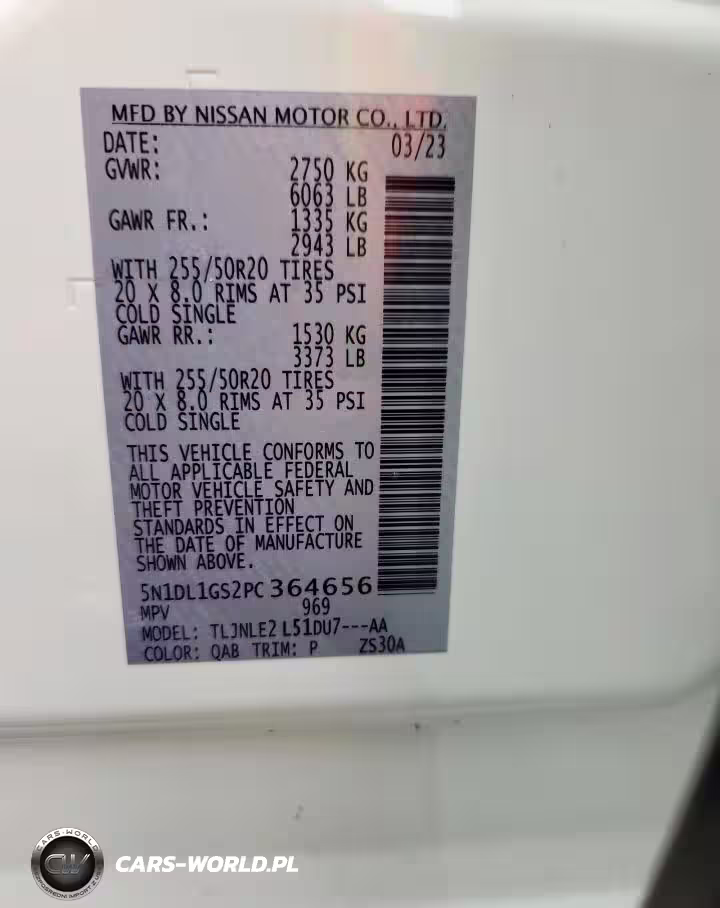 MFD BY NISSAN MOTOR CO., LTD.
DATE: 03/23
GVWR: 2750 KG
6063 LB
GAWR FR.: 1335 KG
2943 LB
WITH 255/50R20 TIRES
20 X 8.0 RIMS AT 35 PSI
COLD SINGLE
GAWR RR.: 1530 KG
3373 LB
WITH 255/50R20 TIRES
20 X 8.0 RIMS AT 35 PSI
COLD SINGLE
THIS VEHICLE CONFORMS TO
ALL APPLICABLE FEDERAL
MOTOR VEHICLE SAFETY AND
THEFT PREVENTION
STANDARDS IN EFFECT ON
THE DATE OF MANUFACTURE
SHOWN ABOVE.
5N1DL1GS2PC364656
MPV 969
MODEL: TLJNLE2 L51DU7---AA
COLOR: QAB TRIM: P ZS30A
CARS-WORLD
CW
CARS-WORLD.PL